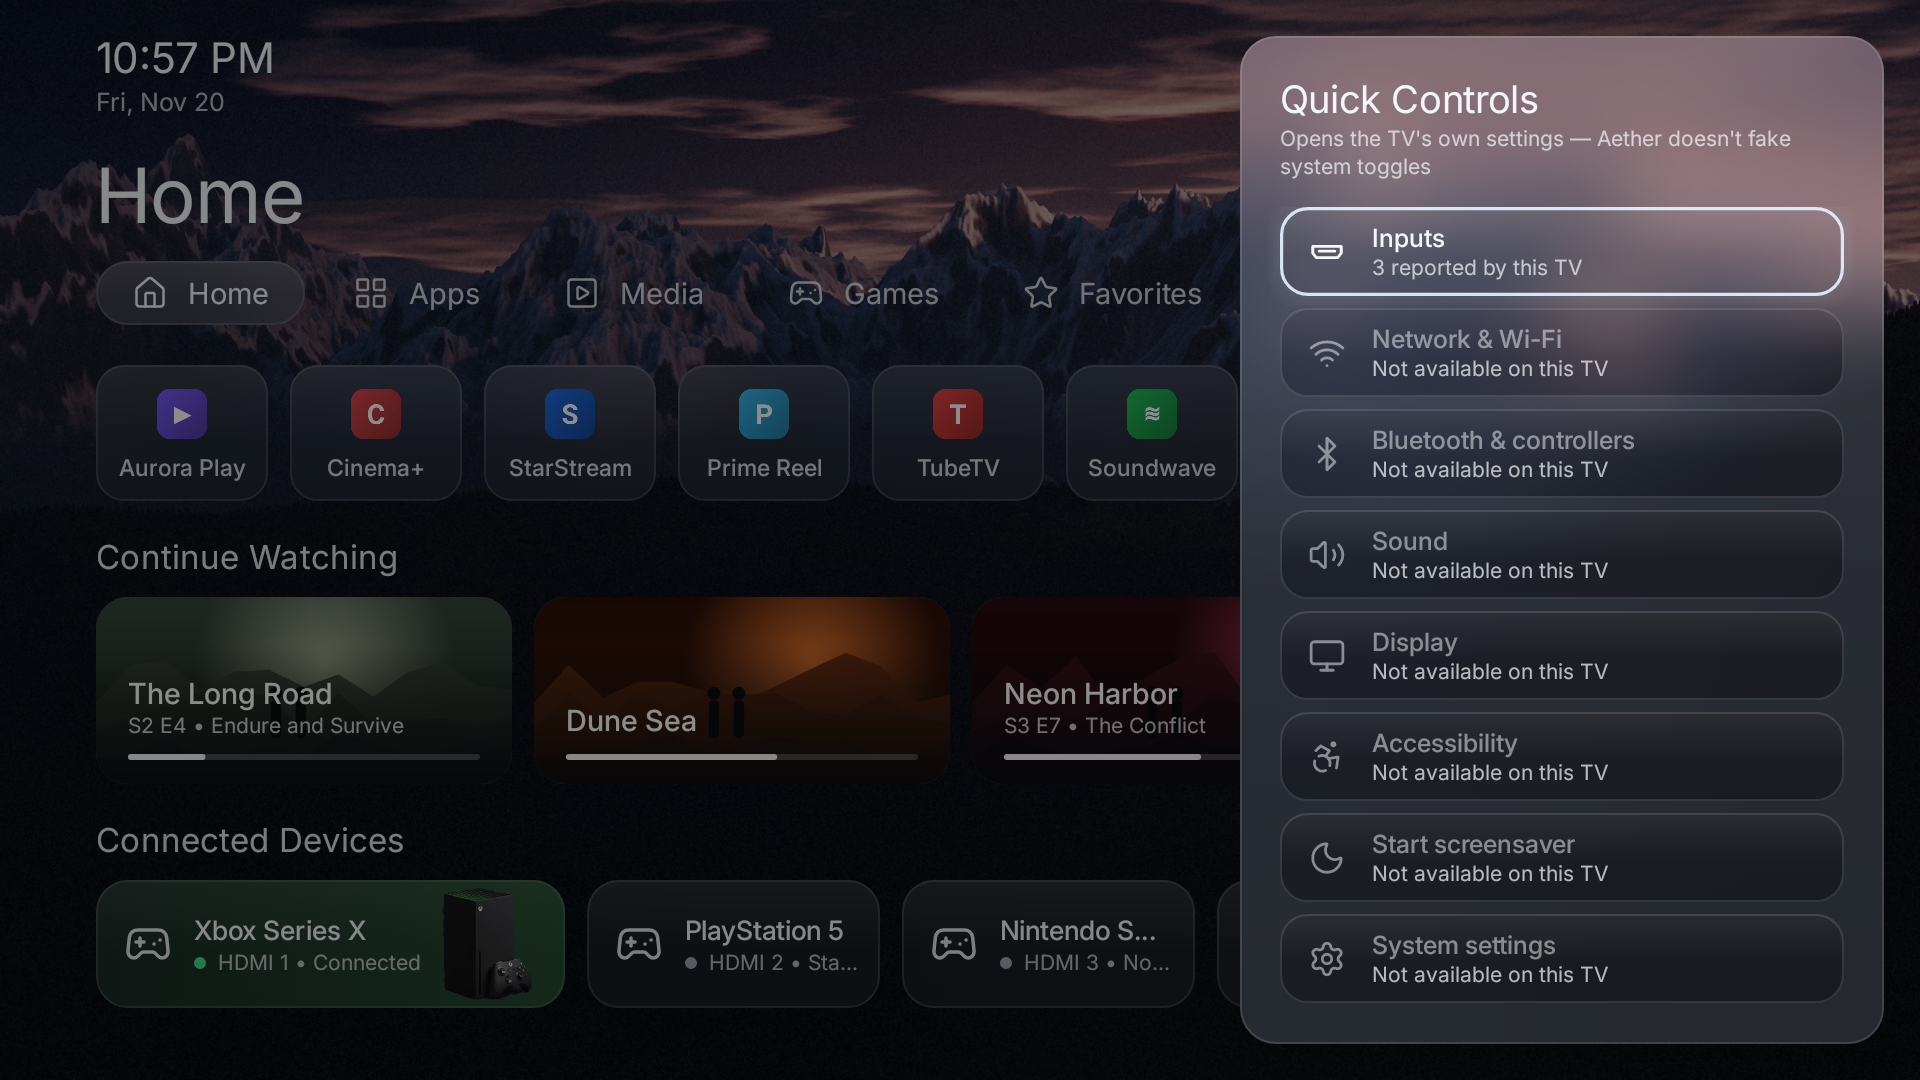 10:57 PM
Fri, Nov 20
Home
Home
Apps
Media
Games
Favorites
Aurora Play
C
Cinema+
S
StarStream
P
Prime Reel
T
TubeTV
Soundwave
Continue Watching
The Long Road
S2 E4 • Endure and Survive
Dune Sea
Neon Harbor
S3 E7 • The Conflict
Connected Devices
Xbox Series X
HDMI 1 • Connected
PlayStation 5
HDMI 2 • Sta...
Nintendo S...
HDMI 3 • No...
Quick Controls
Opens the TV's own settings — Aether doesn't fake
system toggles
Inputs
3 reported by this TV
Network & Wi-Fi
Not available on this TV
Bluetooth & controllers
Not available on this TV
Sound
Not available on this TV
Display
Not available on this TV
Accessibility
Not available on this TV
Start screensaver
Not available on this TV
System settings
Not available on this TV